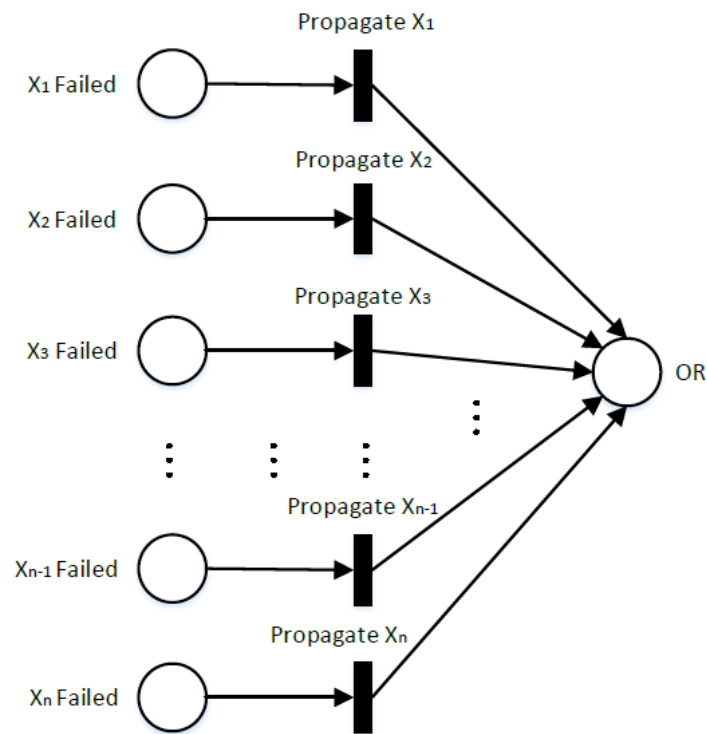 Propagate X₁
X₁ Failed
Propagate X₂
X₂ Failed
Propagate X₃
X₃ Failed
OR
Propagate Xₙ₋₁
Xₙ₋₁ Failed
Propagate Xₙ
Xₙ Failed